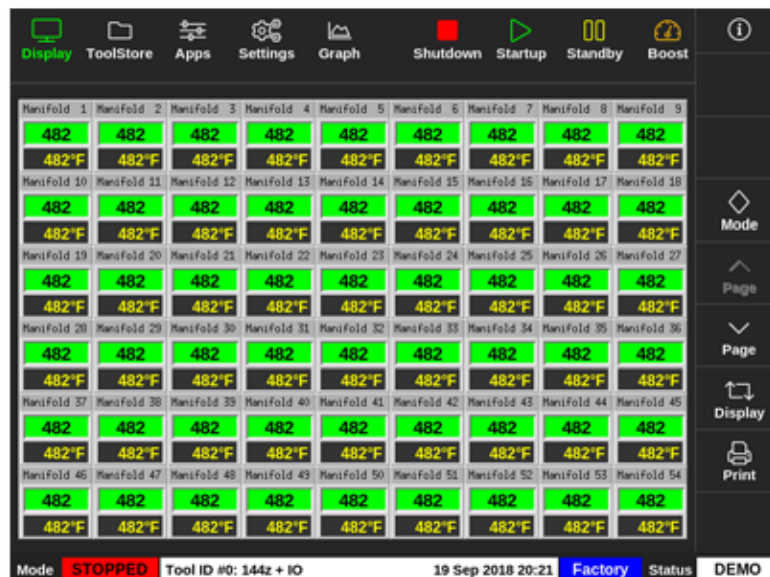 Display ToolStore Apps Settings Graph Shutdown Startup Standby Boost
Manifold 1 Manifold 2 Manifold 3 Manifold 4 Manifold 5 Manifold 6 Manifold 7 Manifold 8 Manifold 9
482 482 482 482 482 482 482 482 482
482°F 482°F 482°F 482°F 482°F 482°F 482°F 482°F 482°F
Manifold 10 Manifold 11 Manifold 12 Manifold 13 Manifold 14 Manifold 15 Manifold 16 Manifold 17 Manifold 18
482 482 482 482 482 482 482 482 482
482°F 482°F 482°F 482°F 482°F 482°F 482°F 482°F 482°F
Manifold 19 Manifold 20 Manifold 21 Manifold 22 Manifold 23 Manifold 24 Manifold 25 Manifold 26 Manifold 27
482 482 482 482 482 482 482 482 482
482°F 482°F 482°F 482°F 482°F 482°F 482°F 482°F 482°F
Manifold 28 Manifold 29 Manifold 30 Manifold 31 Manifold 32 Manifold 33 Manifold 34 Manifold 35 Manifold 36
482 482 482 482 482 482 482 482 482
482°F 482°F 482°F 482°F 482°F 482°F 482°F 482°F 482°F
Manifold 37 Manifold 38 Manifold 39 Manifold 40 Manifold 41 Manifold 42 Manifold 43 Manifold 44 Manifold 45
482 482 482 482 482 482 482 482 482
482°F 482°F 482°F 482°F 482°F 482°F 482°F 482°F 482°F
Manifold 46 Manifold 47 Manifold 48 Manifold 49 Manifold 50 Manifold 51 Manifold 52 Manifold 53 Manifold 54
482 482 482 482 482 482 482 482 482
482°F 482°F 482°F 482°F 482°F 482°F 482°F 482°F 482°F
Mode
Page
Page
Display
Print
Mode STOPPED Tool ID #0: 144z + IO 19 Sep 2018 20:21 Factory Status DEMO